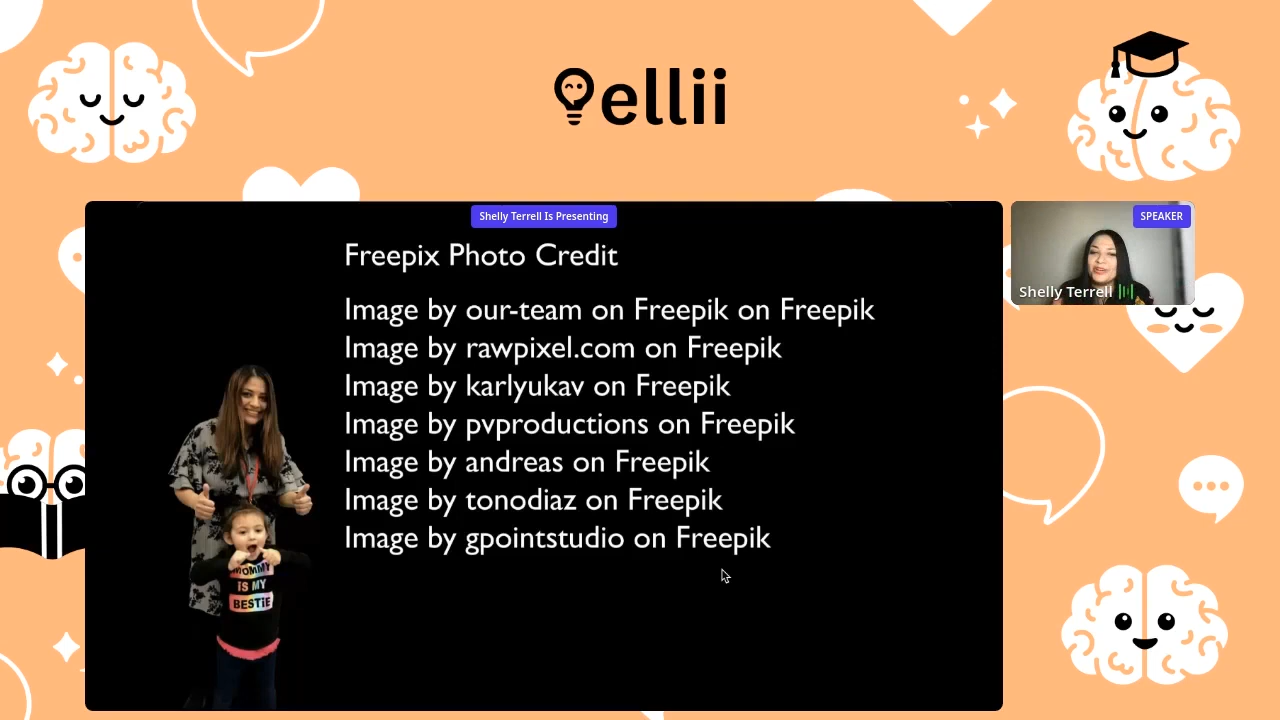 ellii
Shelly Terrell Is Presenting
SPEAKER
Freepix Photo Credit
Shelly Terrell
Image by our-team on Freepik on Freepik
Image by rawpixel.com on Freepik
Image by karlyukav on Freepik
Image by pvproductions on Freepik
Image by andreas on Freepik
Image by tonodiaz on Freepik
Image by gpointstudio on Freepik
MOMMY
iS MY
BESTiE